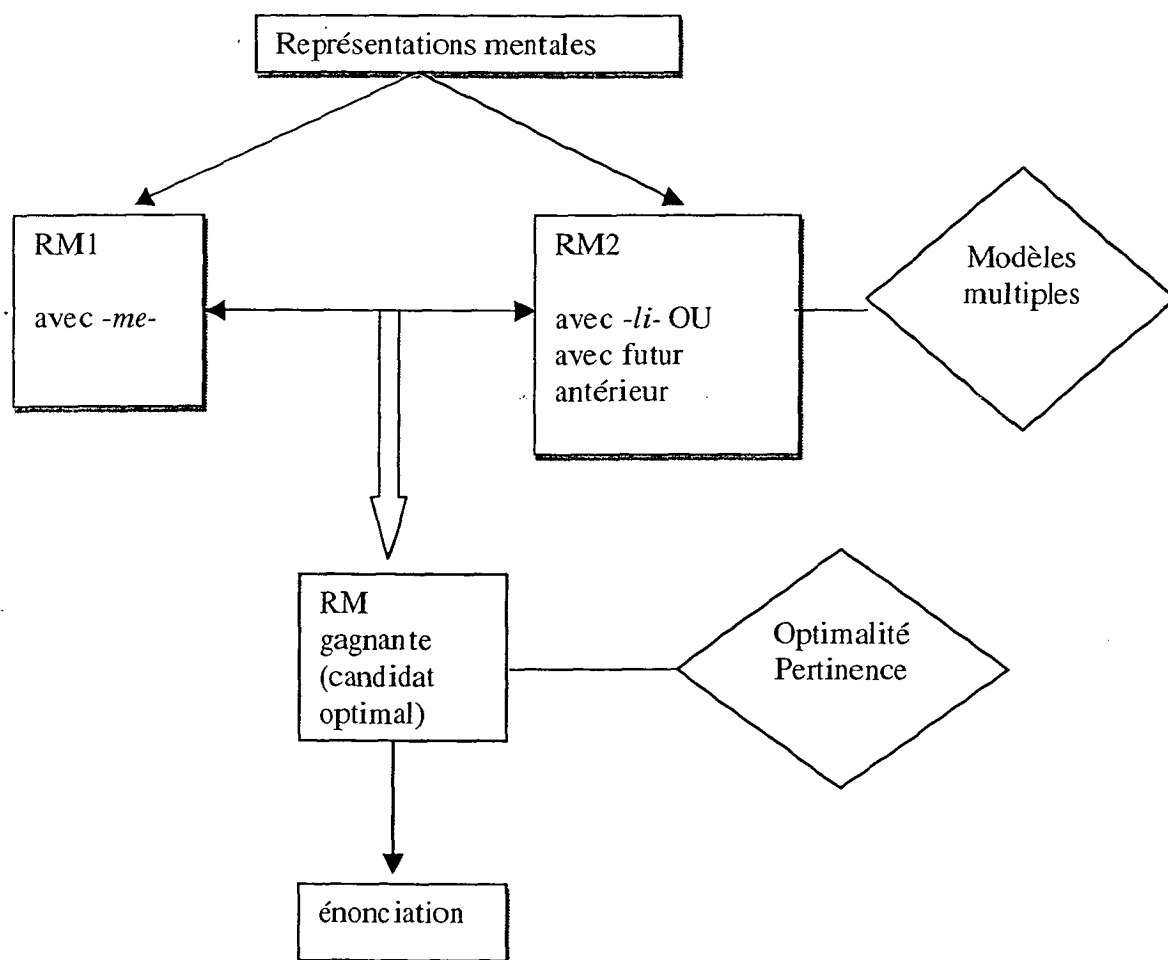 Représentations mentales
RM1
avec -me-
RM2
avec -li- OU
avec futur
antérieur
Modèles
multiples
RM
gagnante
(candidat
optimal)
Optimalité
Pertinence
énonciation